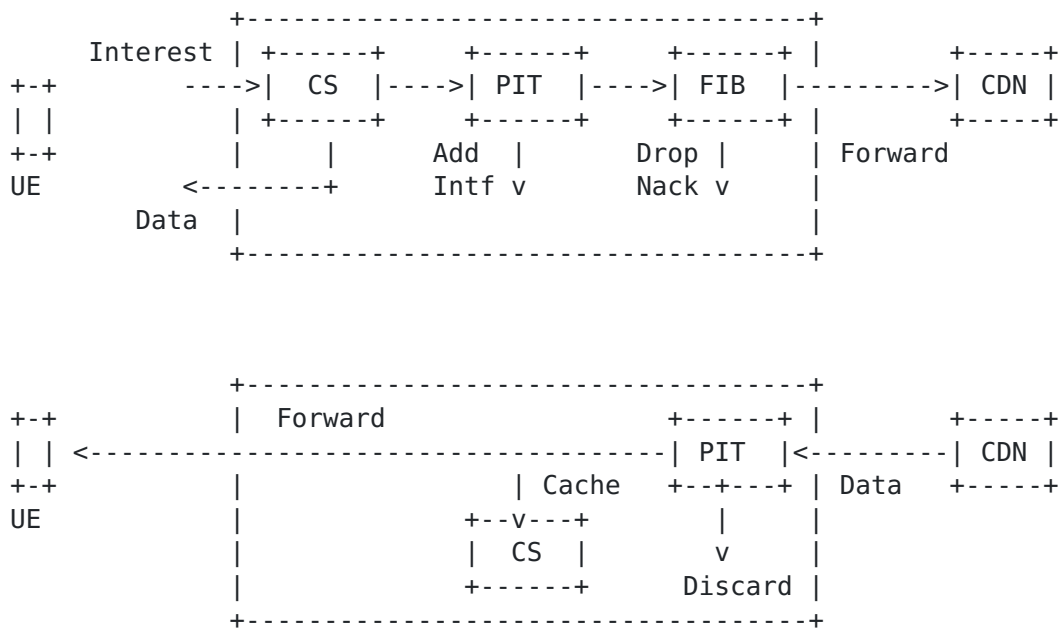 Interest
CS PIT FIB CDN
Add Drop Forward
UE Intf Nack
Data
Forward
PIT CDN
Cache Data
UE
CS
Discard